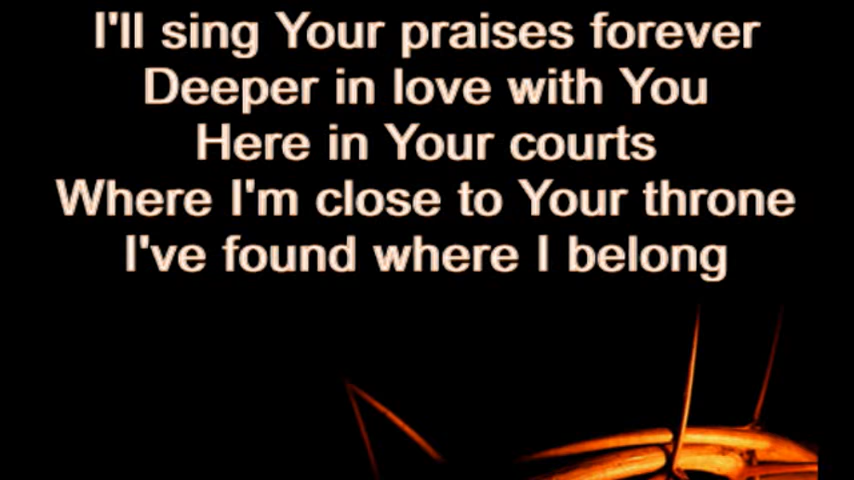 I'll sing Your praises forever
Deeper in love with You
Here in Your courts
Where I'm close to Your throne
I've found where I belong